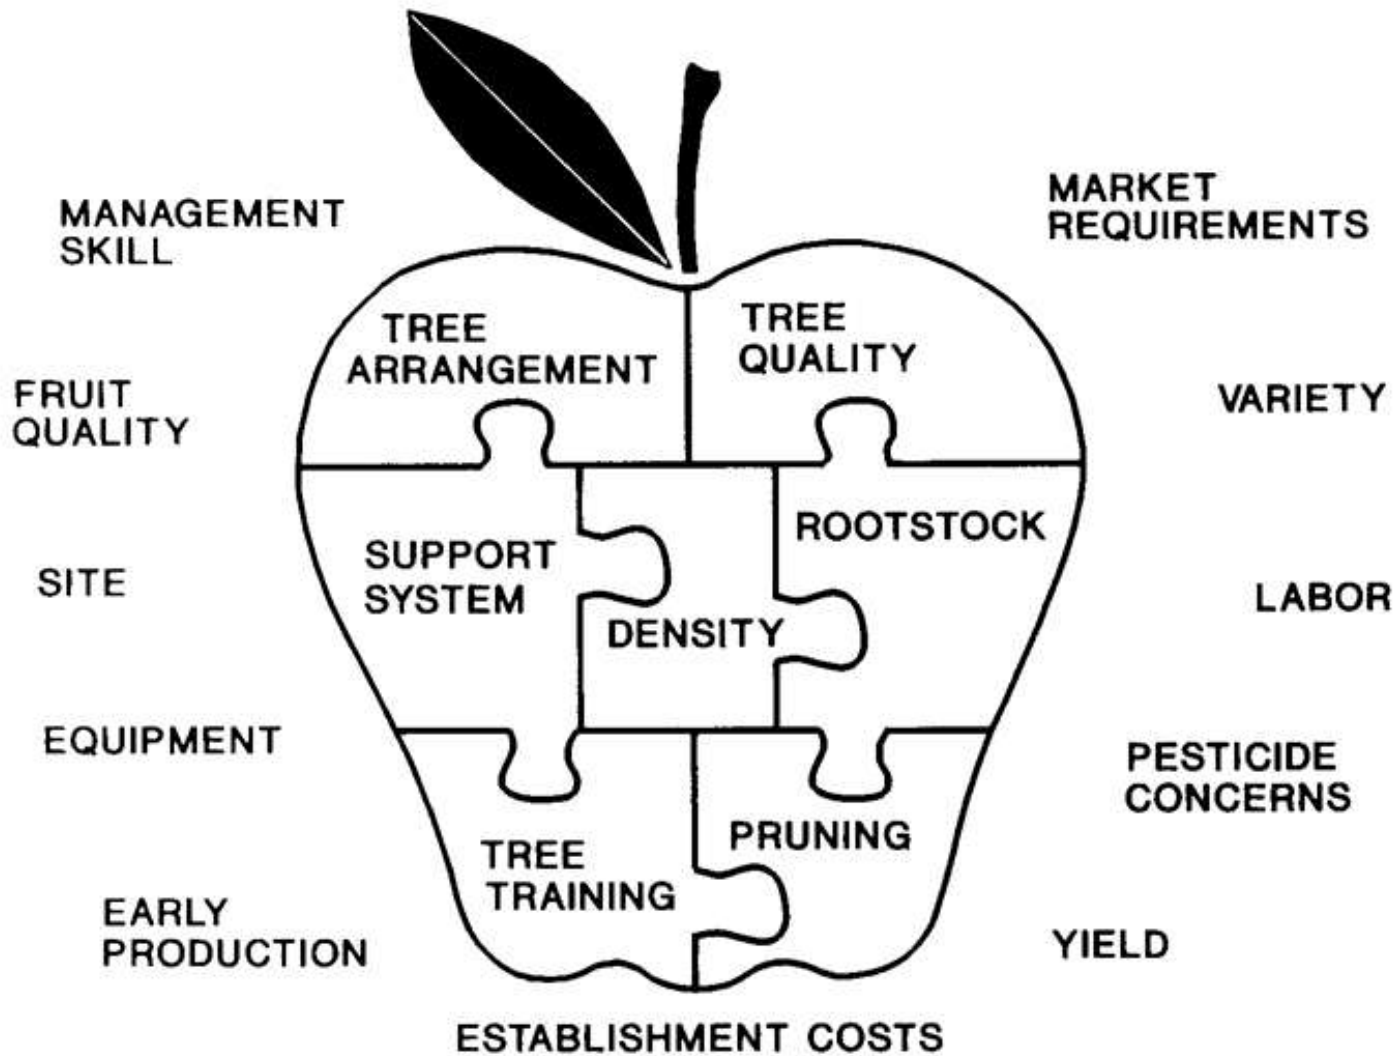 MANAGEMENT
SKILL
MARKET
REQUIREMENTS
TREE
ARRANGEMENT
TREE
QUALITY
FRUIT
QUALITY
VARIETY
SUPPORT
SYSTEM
ROOTSTOCK
SITE
DENSITY
LABOR
EQUIPMENT
PESTICIDE
CONCERNS
TREE
TRAINING
PRUNING
EARLY
PRODUCTION
YIELD
ESTABLISHMENT COSTS